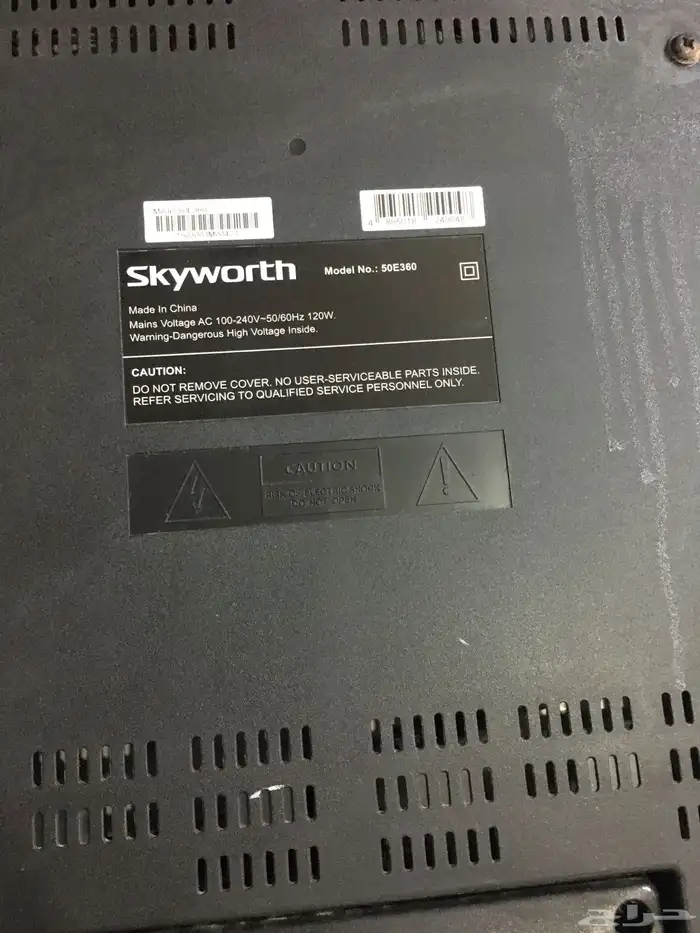 Skyworth
Model No.: 50E360
Made In China
Mains Voltage AC 100-240V~50/60Hz 120W.
Warning-Dangerous High Voltage Inside.
CAUTION:
DO NOT REMOVE COVER. NO USER-SERVICEABLE PARTS INSIDE.
REFER SERVICING TO QUALIFIED SERVICE PERSONNEL ONLY.
CAUTION
RISK OF ELECTRIC SHOCK
DO NOT OPEN
حراج